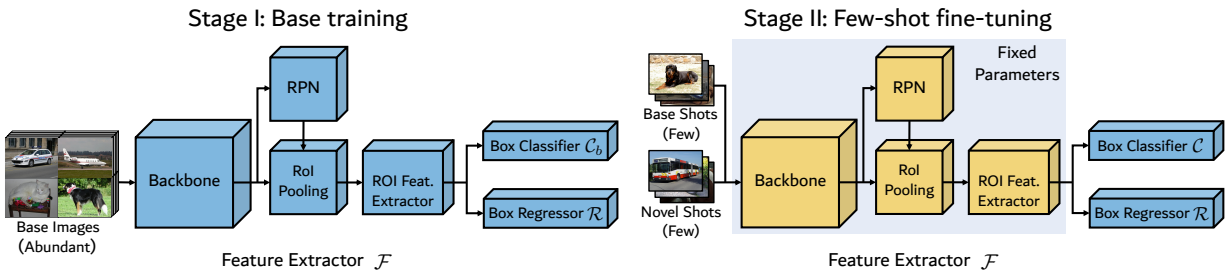 Stage I: Base training
RPN
Backbone
RoI
Pooling
ROI Feat.
Extractor
Box Classifier 𝒞b
Box Regressor ℛ
Base Images
(Abundant)
Feature Extractor ℱ
Stage II: Few-shot fine-tuning
Fixed
Parameters
RPN
Base Shots
(Few)
Backbone
RoI
Pooling
ROI Feat.
Extractor
Box Classifier 𝒞
Box Regressor ℛ
Novel Shots
(Few)
Feature Extractor ℱ